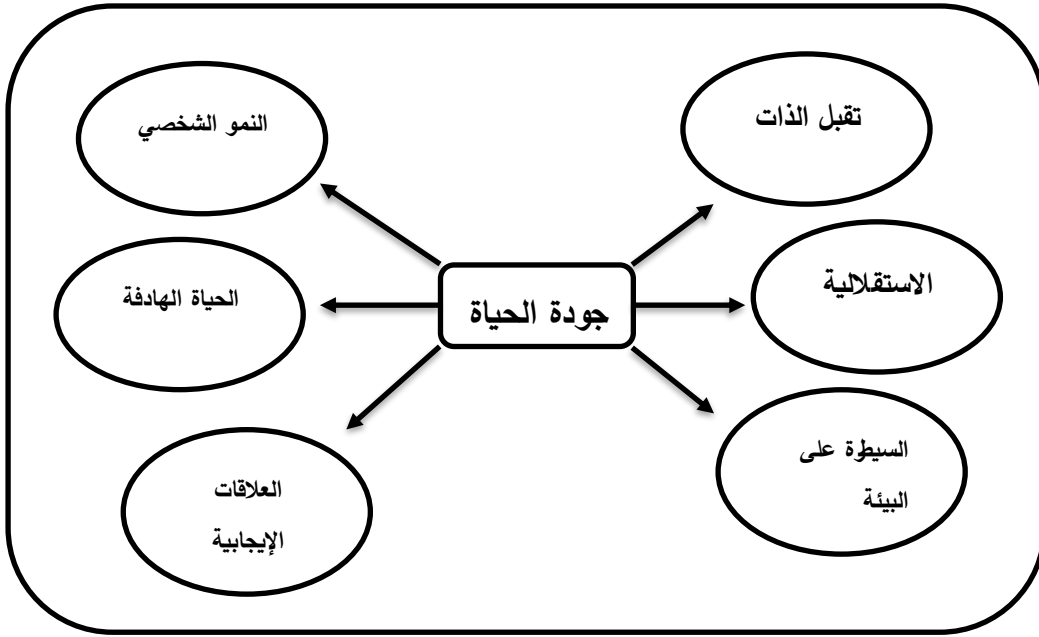 تقبل الذات
النمو الشخصي
الاستقلالية
الحياة الهادفة
جودة الحياة
السيطرة على
البيئة
العلاقات
الإيجابية